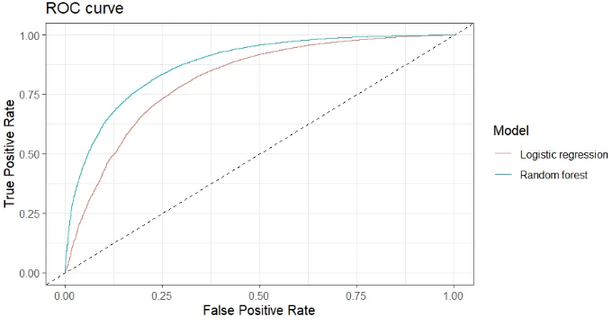 ROC curve
1.00
0.75
0.50
0.25
0.00
True Positive Rate
0.00 0.25 0.50 0.75 1.00
False Positive Rate
Model
Logistic regression
Random forest